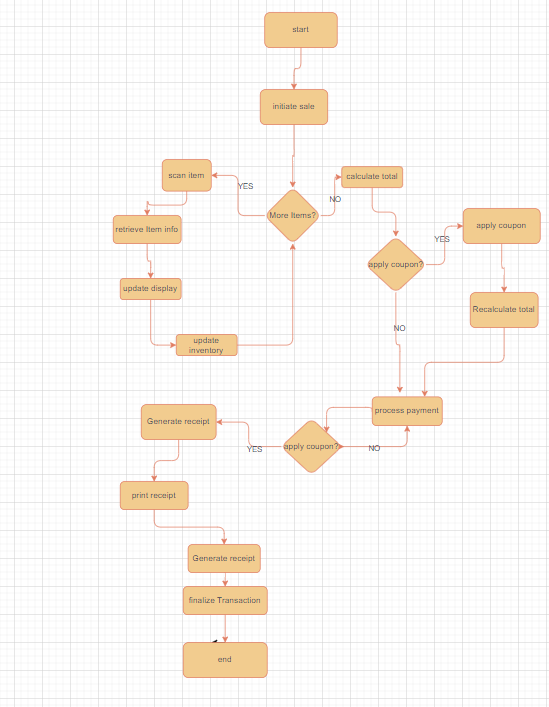 start
initiate sale
scan item
calculate total
YES
NO
More Items?
retrieve Item info
apply coupon
YES
apply coupon?
update display
Recalculate total
NO
update
inventory
process payment
Generate receipt
apply coupon?
YES
NO
print receipt
Generate receipt
finalize Transaction
end